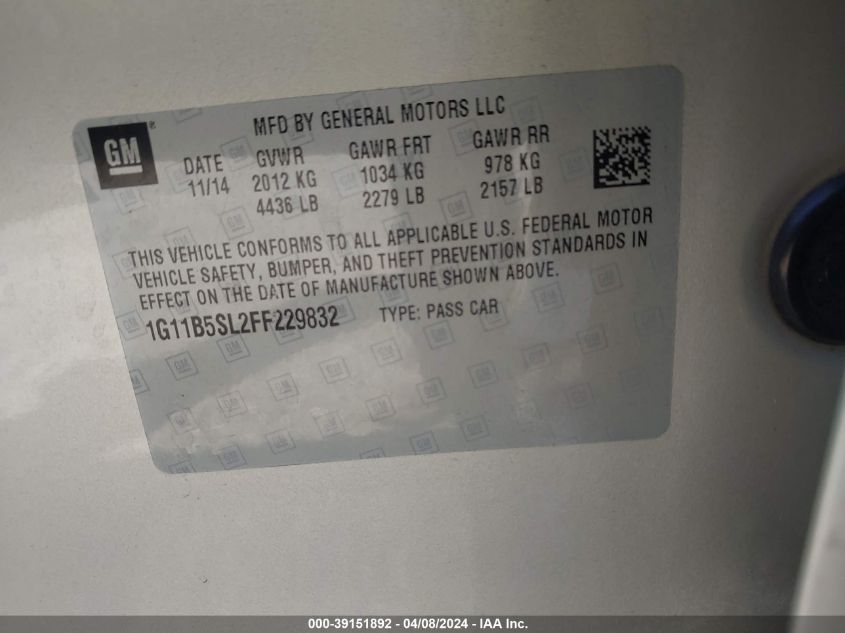 MFD BY GENERAL MOTORS LLC
GM®
DATE GVWR GAWR FRT GAWR RR
11/14 2012 KG 1034 KG 978 KG
4436 LB 2279 LB 2157 LB
THIS VEHICLE CONFORMS TO ALL APPLICABLE U.S. FEDERAL MOTOR
VEHICLE SAFETY, BUMPER, AND THEFT PREVENTION STANDARDS IN
EFFECT ON THE DATE OF MANUFACTURE SHOWN ABOVE.
1G11B5SL2FF229832 TYPE: PASS CAR
000-39151892 - 04/08/2024 - IAA Inc.